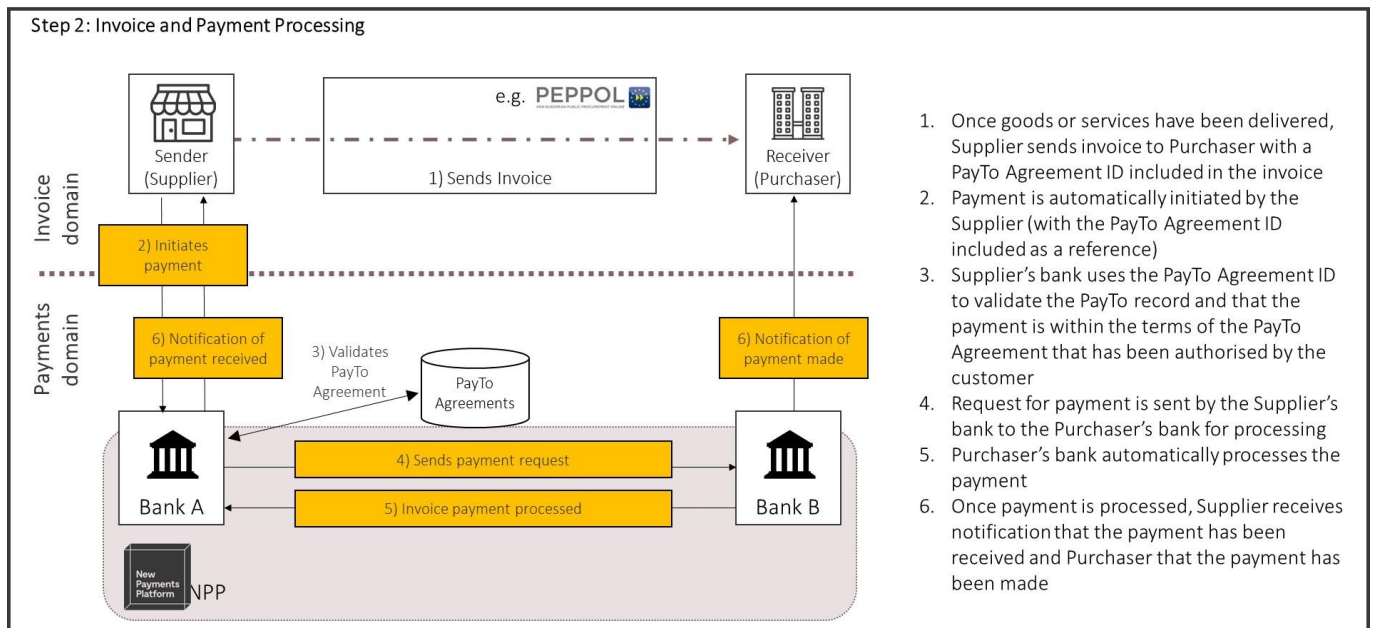 Step 2: Invoice and Payment Processing
e.g. PEPPOL
PAN EUROPEAN PUBLIC PROCUREMENT ONLINE
Sender
(Supplier)
1) Sends Invoice
Receiver
(Purchaser)
Invoice
domain
2) Initiates
payment
Payments
domain
6) Notification of
payment received
3) Validates
PayTo
Agreement
PayTo
Agreements
6) Notification of
payment made
Bank A
4) Sends payment request
5) Invoice payment processed
Bank B
New
Payments
Platform
NPP
1. Once goods or services have been delivered,
Supplier sends invoice to Purchaser with a
PayTo Agreement ID included in the invoice
2. Payment is automatically initiated by the
Supplier (with the PayTo Agreement ID
included as a reference)
3. Supplier’s bank uses the PayTo Agreement ID
to validate the PayTo record and that the
payment is within the terms of the PayTo
Agreement that has been authorised by the
customer
4. Request for payment is sent by the Supplier’s
bank to the Purchaser’s bank for processing
5. Purchaser’s bank automatically processes the
payment
6. Once payment is processed, Supplier receives
notification that the payment has been
received and Purchaser that the payment has
been made